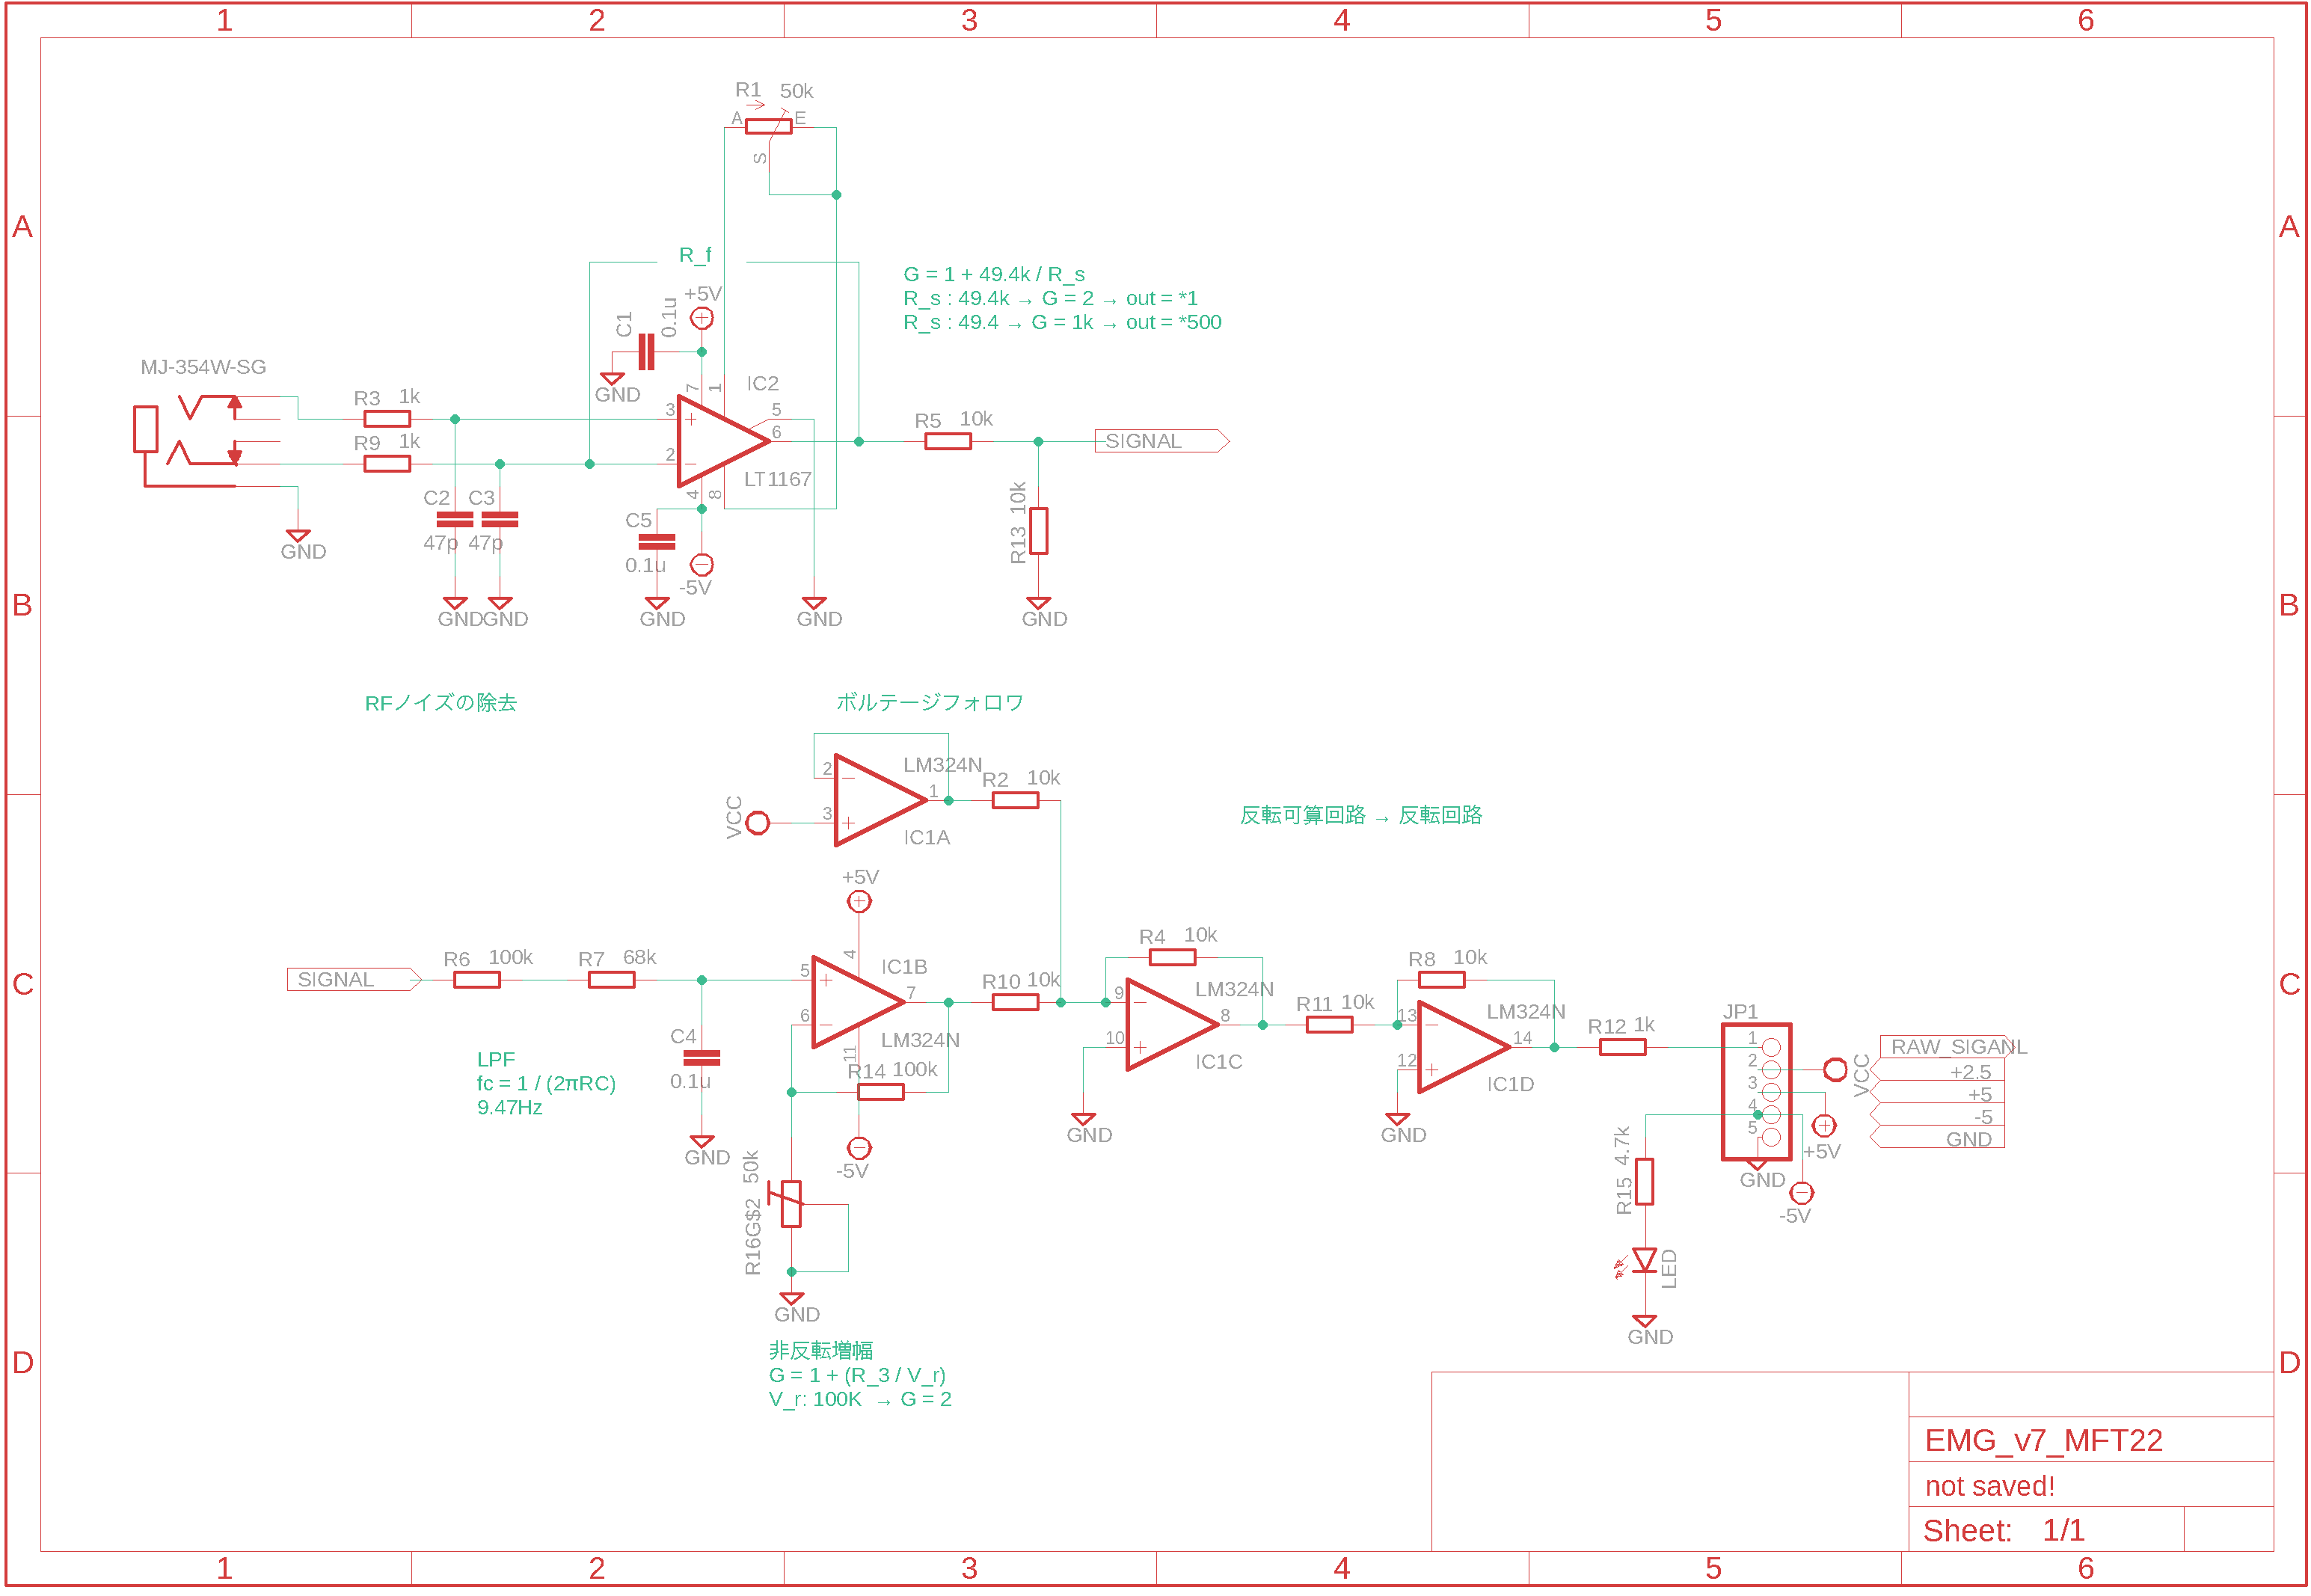 1 2 3 4 5 6
A
A
R1 50k
A E
S
R_f
G = 1 + 49.4k / R_s
R_s : 49.4k → G = 2 → out = *1
R_s : 49.4 → G = 1k → out = *500
+5V
C1 0.1u
GND
MJ-354W-SG
R3 1k
R9 1k
7 1
IC2
3
5
6
2
LT1167
4 8
R5 10k
SIGNAL
C2 C3
47p 47p
C5
0.1u
-5V
R13 10k
GND
GND
GND
GND
GND
GND
B
B
RFノイズの除去
ボルテージフォロワ
2
3
1
LM324N
IC1A
VCC
R2 10k
反転可算回路 → 反転回路
+5V
SIGNAL
R6 100k
R7 68k
4
IC1B
5
6
7
LM324N
11
R10 10k
R4 10k
9
10
8
LM324N
IC1C
R11 10k
R8 10k
13
12
14
LM324N
IC1D
R12 1k
JP1
1
2
3
4
5
VCC
RAW_SIGANL
+2.5
+5
-5
GND
C
C
LPF
fc = 1 / (2πRC)
9.47Hz
C4
0.1u
GND
R14 100k
-5V
GND
GND
R15 4.7k
GND
+5V
-5V
R16G$2 50k
GND
LED
GND
非反転増幅
G = 1 + (R_3 / V_r)
V_r: 100K → G = 2
D
D
EMG_v7_MFT22
not saved!
Sheet: 1/1
1 2 3 4 5 6